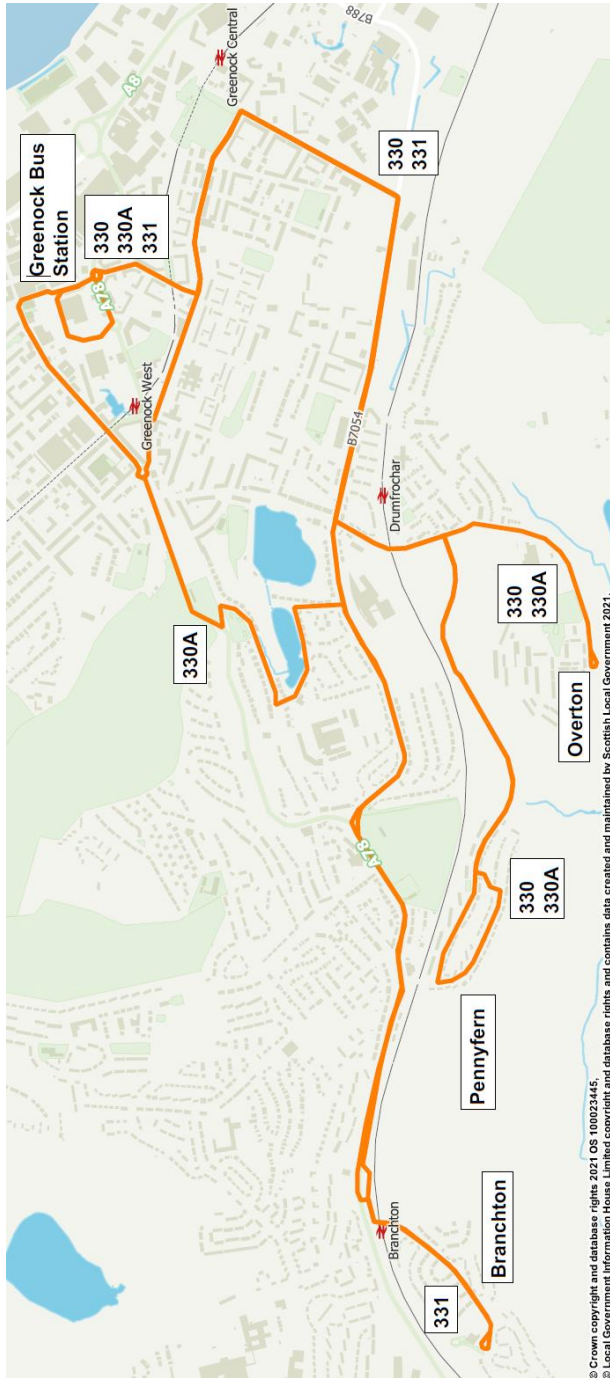 Greenock Bus
Station
330
330A
331
A8
A78
Greenock Central
B788
Greenock West
330
331
B7054
Drumfrochar
330A
330
330A
Overton
A78
330
330A
Pennyfern
Branchton
331
Branchton
© Crown copyright and database rights 2021 OS 100023445,
© Local Government Information House Limited copyright and database rights and contains data created and maintained by Scottish Local Government 2021.